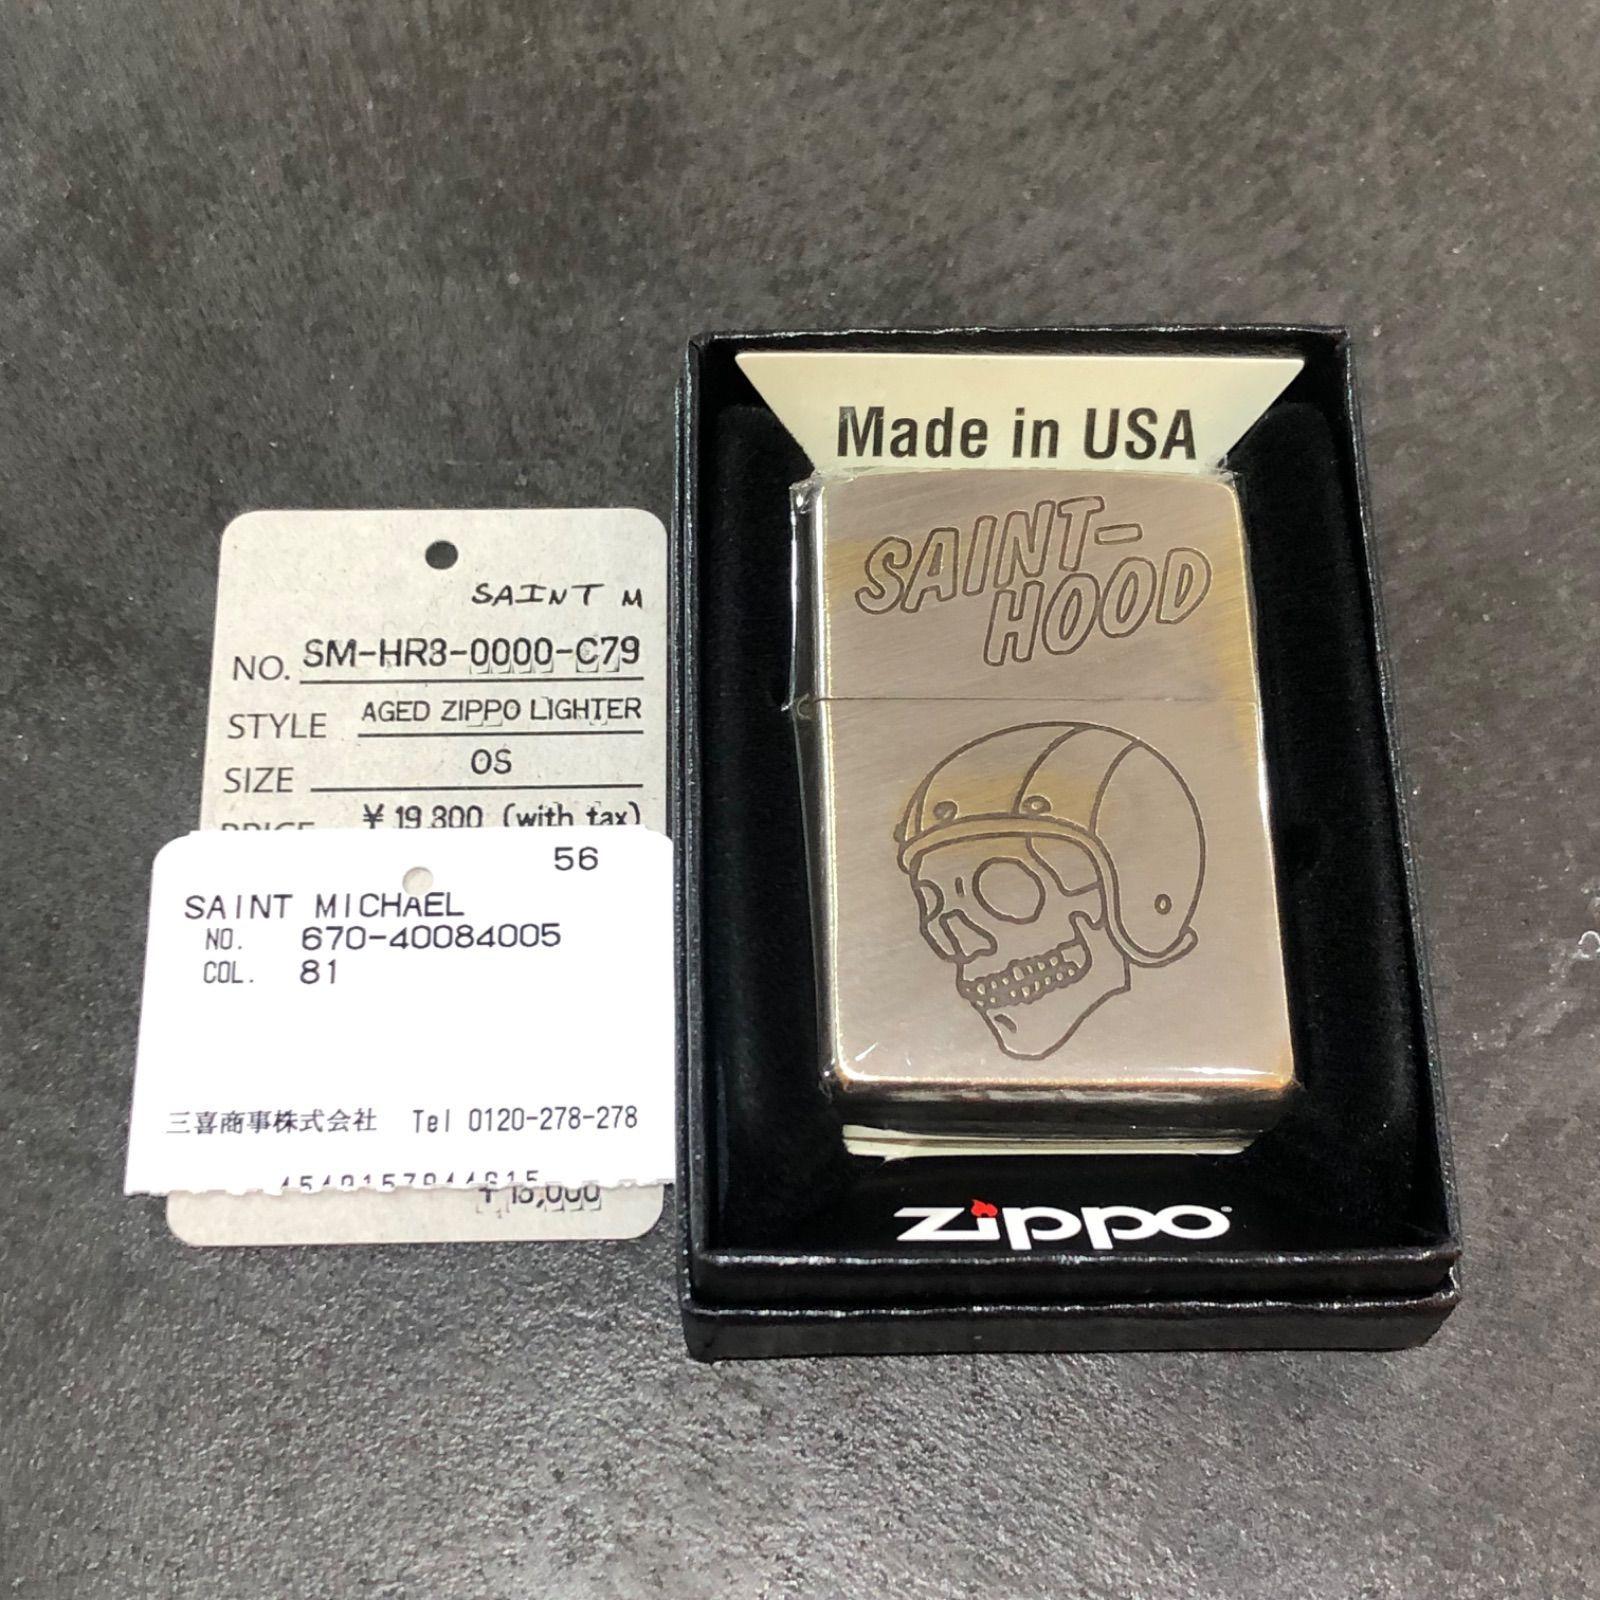 SAINT M
NO. SM-HR3-0000-C79
STYLE AGED ZIPPO LIGHTER
SIZE OS
PRICE ¥19,800 (with tax)
56
SAINT MICHAEL
NO. 670-40084005
COL. 81
三喜商事株式会社 Tel 0120-278-278
Made in USA
SAINT-
HOOD
zippo